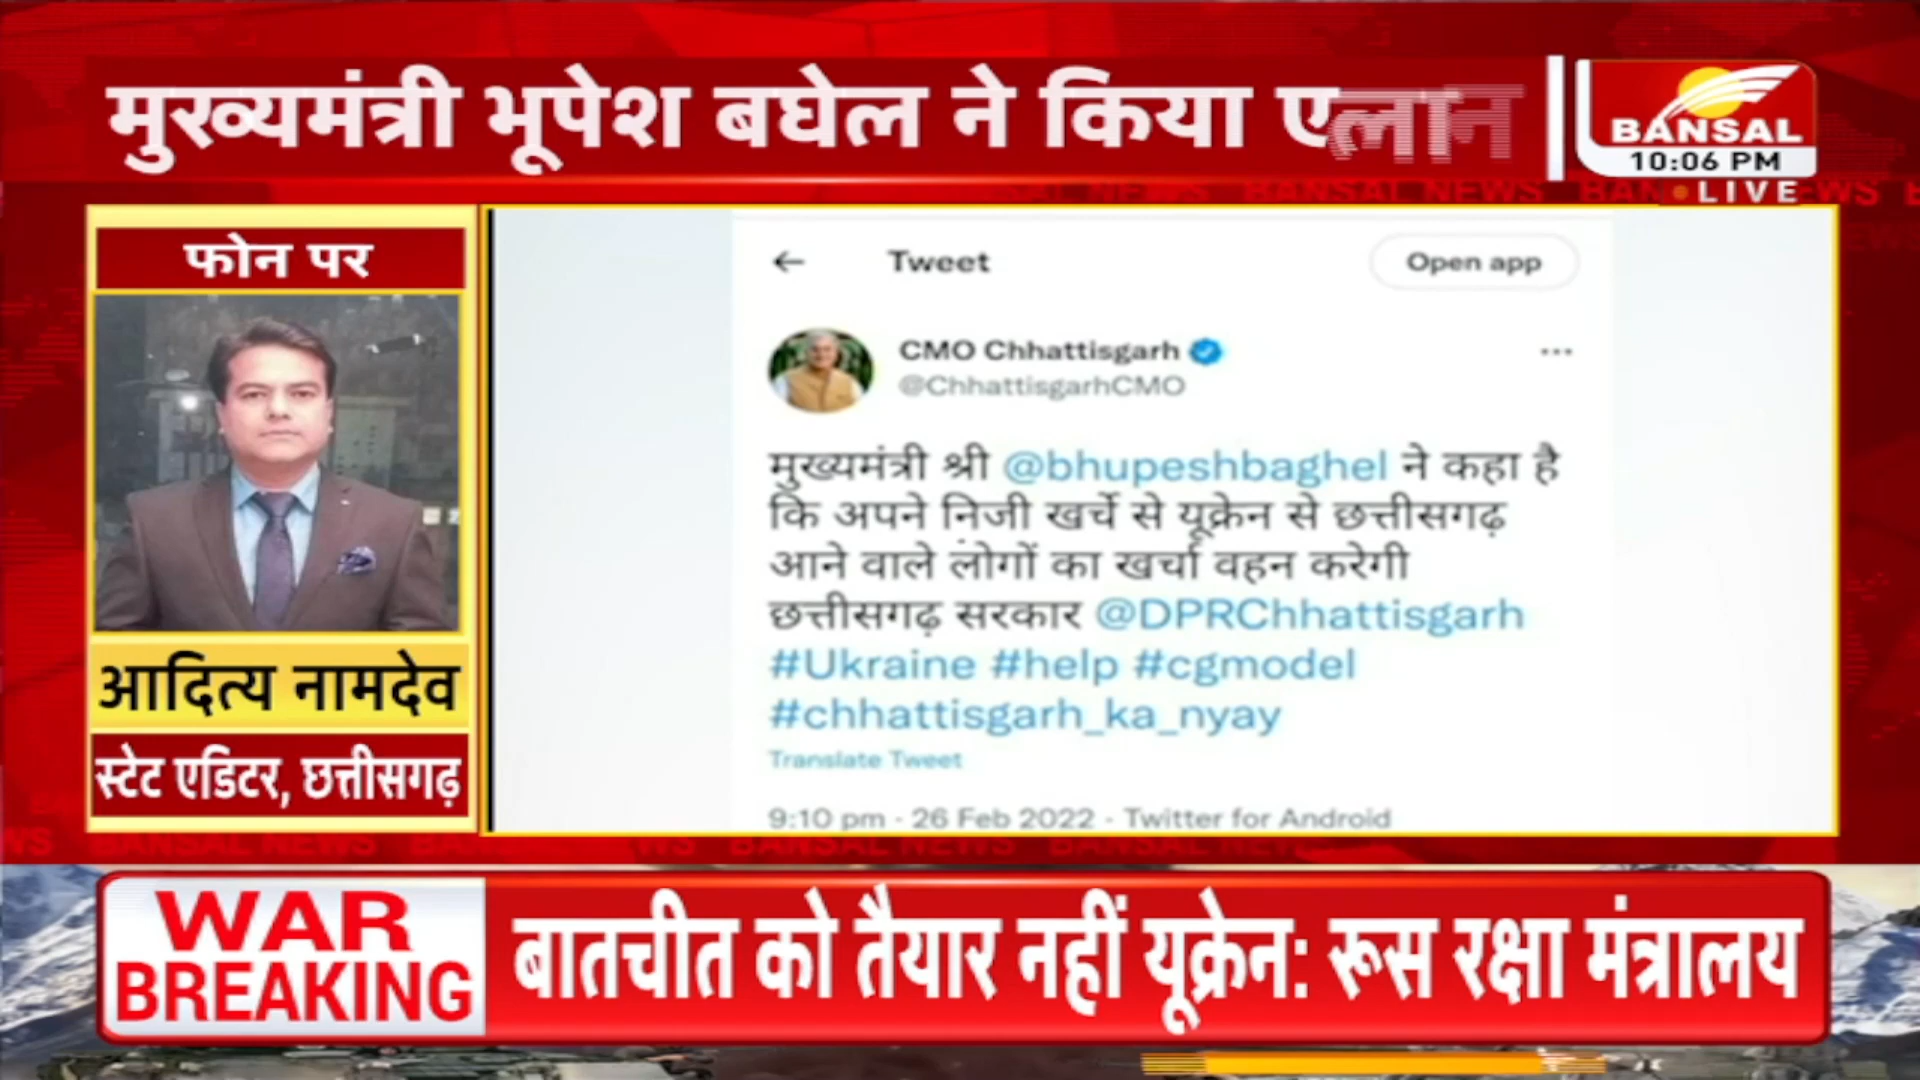 मुख्यमंत्री भूपेश बघेल ने किया एलान
BANSAL
10:06 PM
LIVE
फोन पर
आदित्य नामदेव
स्टेट एडिटर, छत्तीसगढ़
Tweet
Open app
CMO Chhattisgarh
@ChhattisgarhCMO
मुख्यमंत्री श्री @bhupeshbaghel ने कहा है
कि अपने निजी खर्चे से यूक्रेन से छत्तीसगढ़
आने वाले लोगों का खर्चा वहन करेगी
छत्तीसगढ़ सरकार @DPRChhattisgarh
#Ukraine #help #cgmodel
#chhattisgarh_ka_nyay
Translate Tweet
9:10 pm · 26 Feb 2022 · Twitter for Android
WAR
BREAKING
बातचीत को तैयार नहीं यूक्रेन: रूस रक्षा मंत्रालय